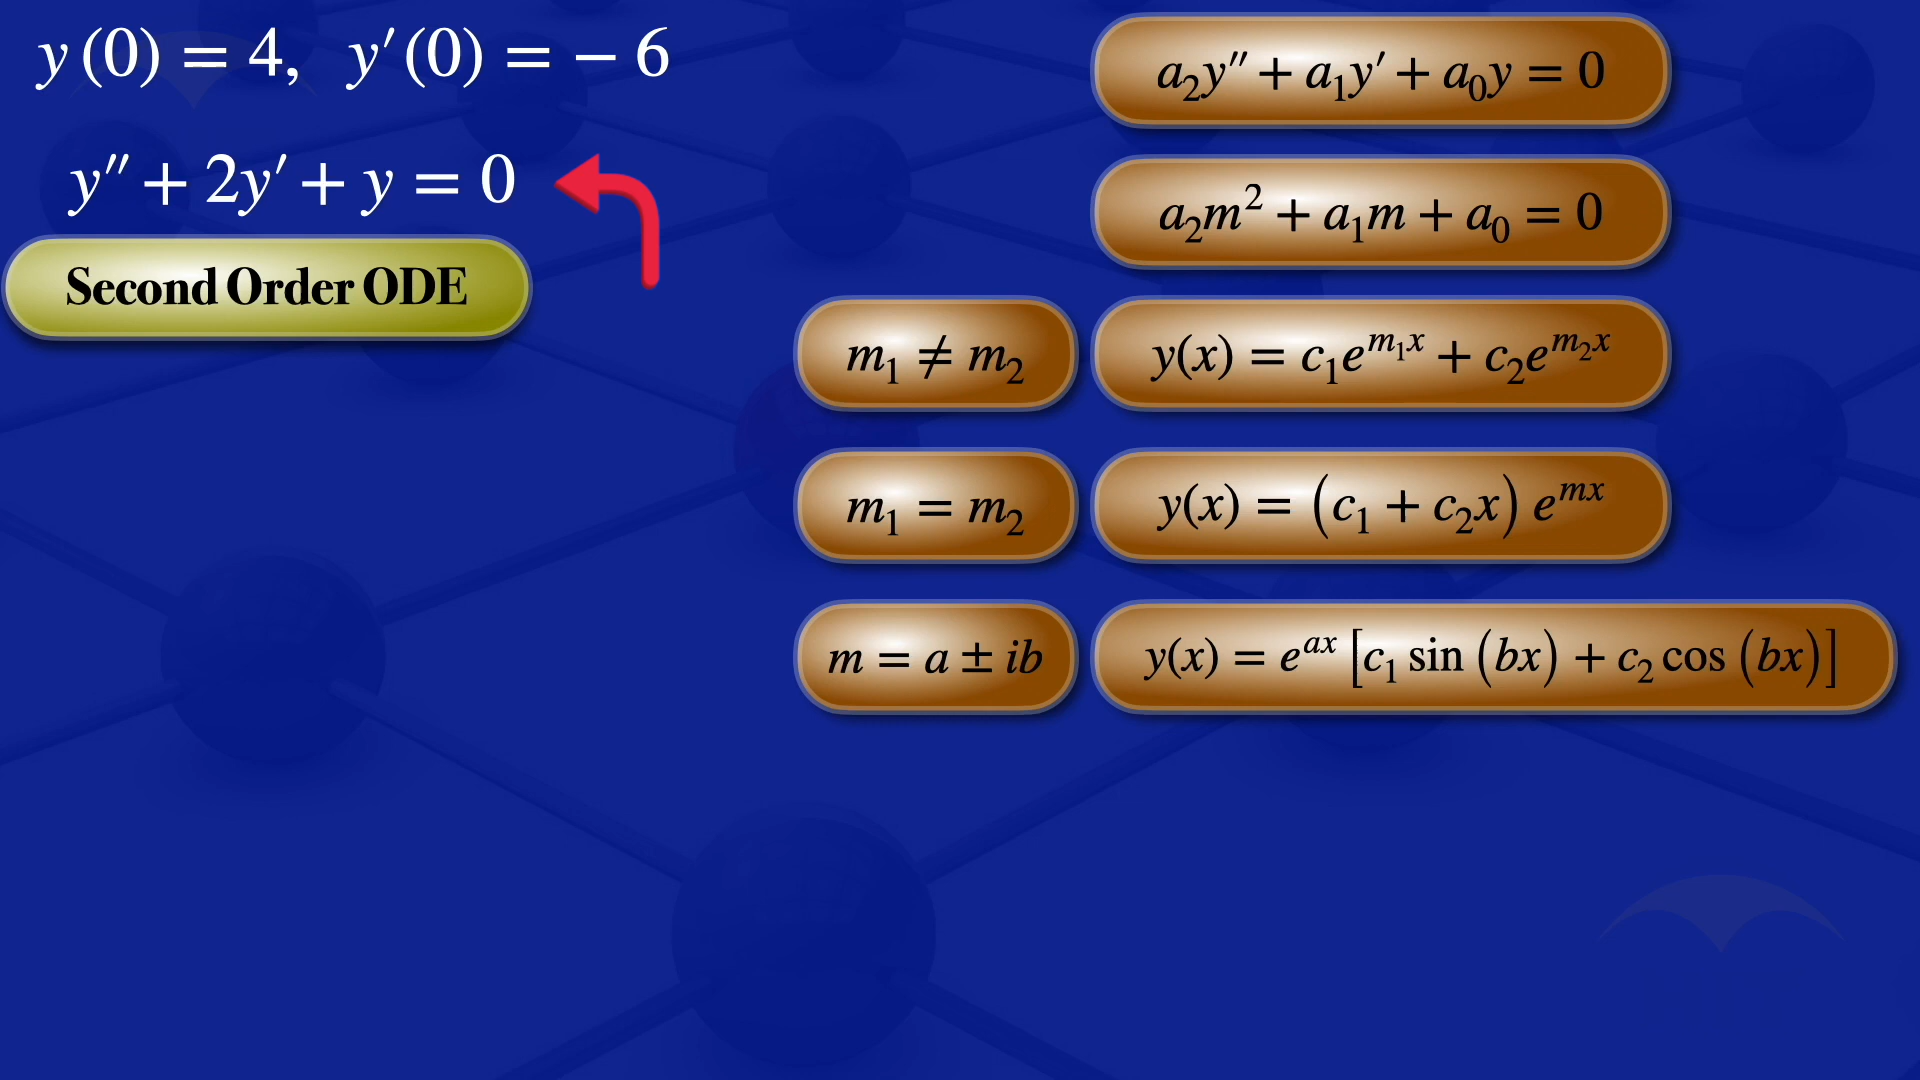 y (0) = 4, y′(0) = − 6
y″ + 2y′ + y = 0
Second Order ODE
a₂y″ + a₁y′ + a₀y = 0
a₂m² + a₁m + a₀ = 0
m₁ ≠ m₂
y(x) = c₁e^{m₁x} + c₂e^{m₂x}
m₁ = m₂
y(x) = (c₁ + c₂x) e^{mx}
m = a ± ib
y(x) = e^{ax} [c₁ sin (bx) + c₂ cos (bx)]